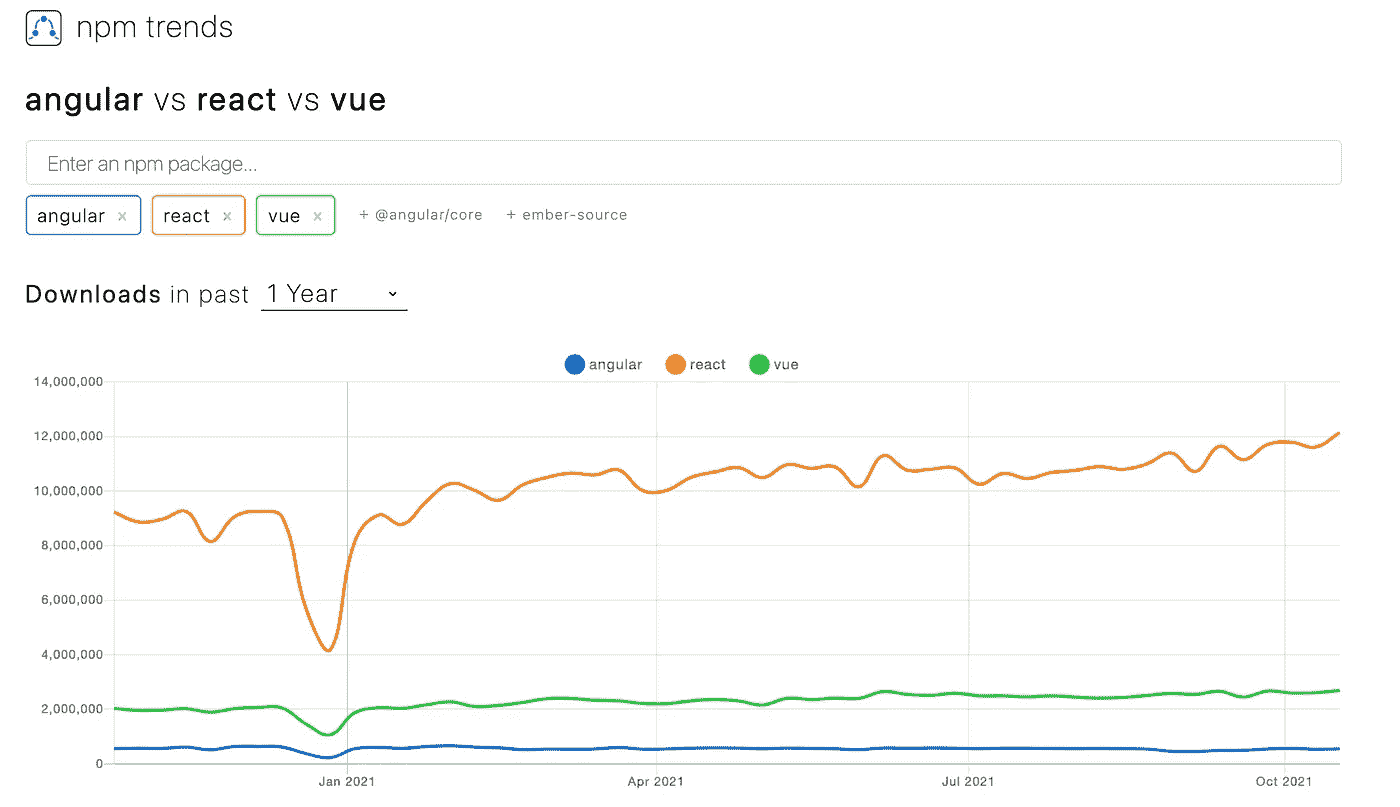 npm trends
angular vs react vs vue
Enter an npm package...
angular × react × vue × + @angular/core + ember-source
Downloads in past 1 Year
angular react vue
14,000,000
12,000,000
10,000,000
8,000,000
6,000,000
4,000,000
2,000,000
0
Jan 2021 Apr 2021 Jul 2021 Oct 2021